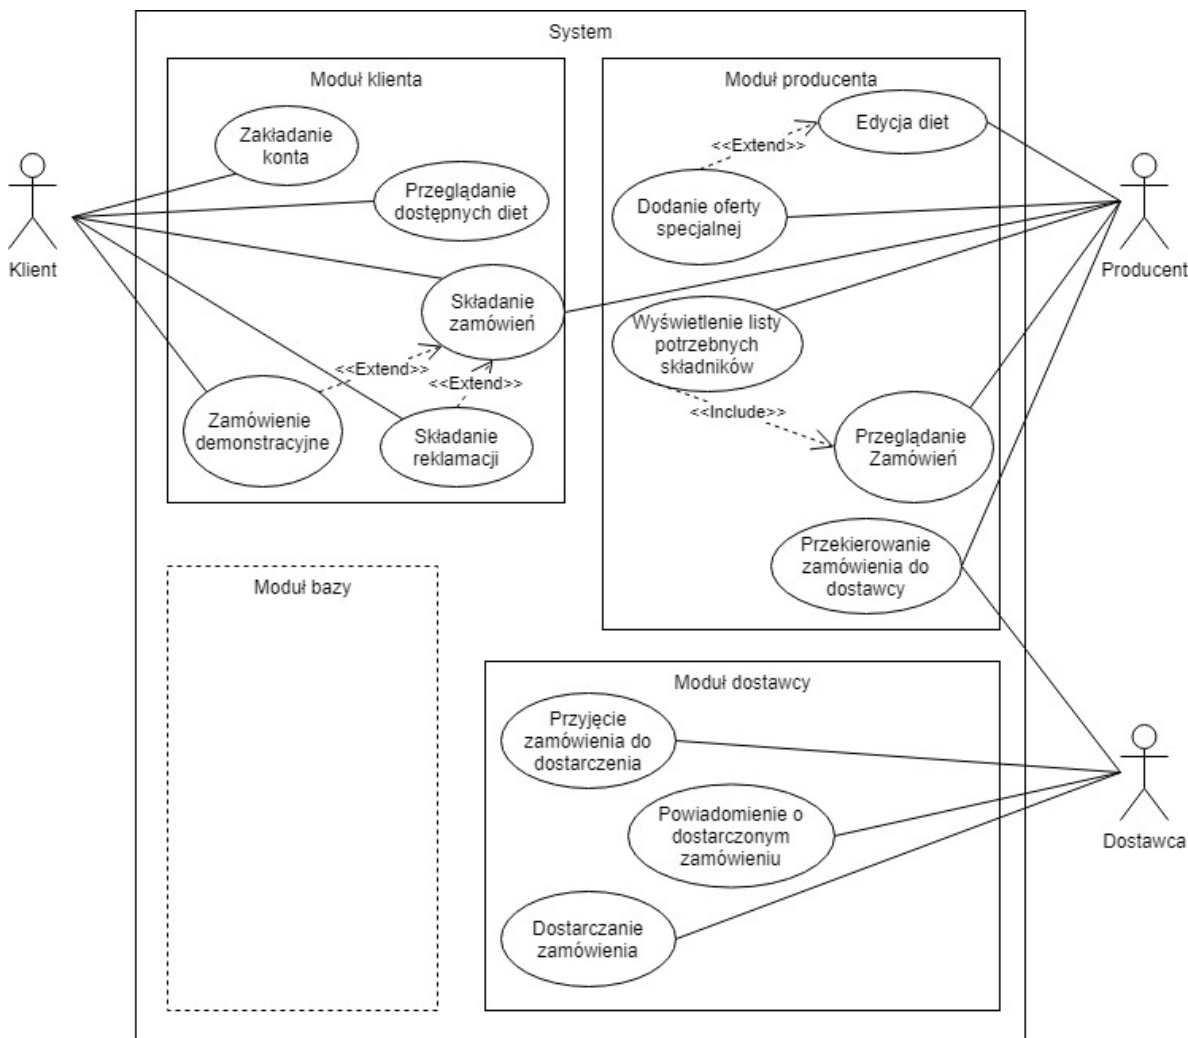 System
Moduł klienta
Zakładanie
konta
Przeglądanie
dostępnych diet
Klient
Składanie
zamówień
<<Extend>>
<<Extend>>
Zamówienie
demonstracyjne
Składanie
reklamacji
Moduł producenta
Edycja diet
<<Extend>>
Dodanie oferty
specjalnej
Producent
Wyświetlenie listy
potrzebnych
składników
<<Include>>
Przeglądanie
Zamówień
Przekierowanie
zamówienia do
dostawcy
Moduł bazy
Moduł dostawcy
Przyjęcie
zamówienia do
dostarczenia
Powiadomienie o
dostarczonym
zamówieniu
Dostawca
Dostarczanie
zamówienia